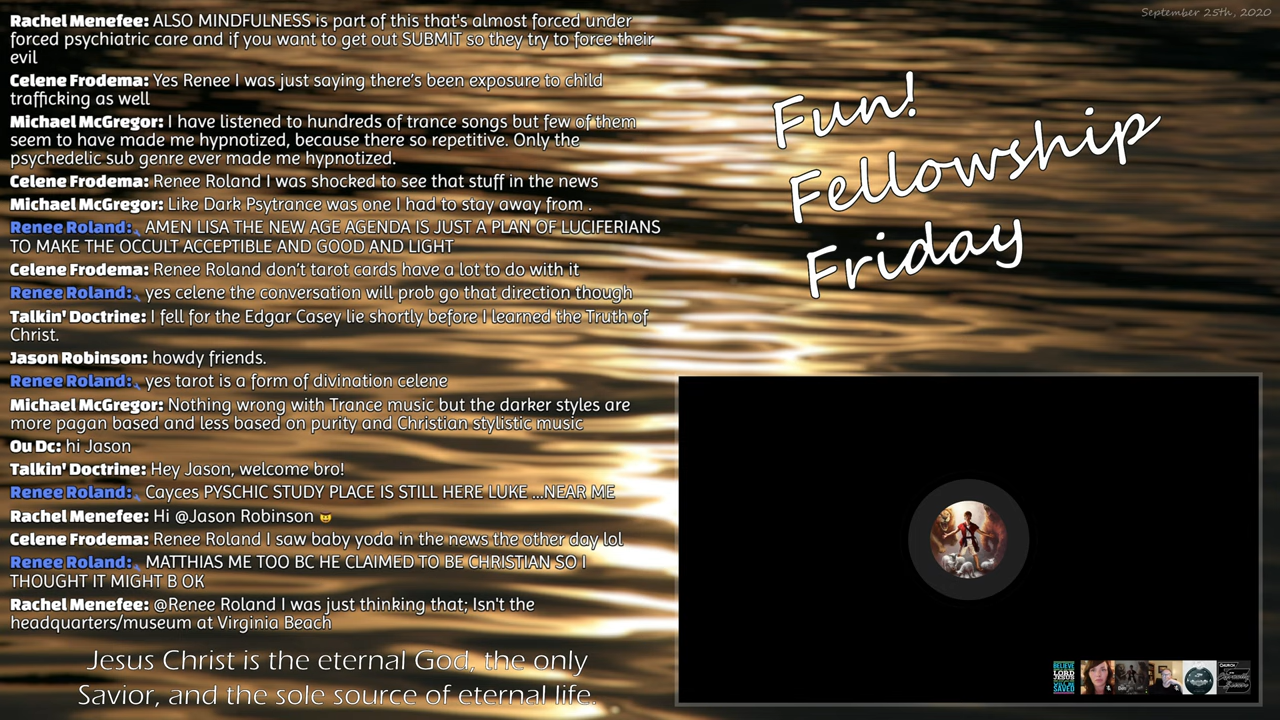 Rachel Menefee: ALSO MINDFULNESS is part of this that's almost forced under
forced psychiatric care and if you want to get out SUBMIT so they try to force their
evil
Celene Frodema: Yes Renee I was just saying there's been exposure to child
trafficking as well
Michael McGregor: I have listened to hundreds of trance songs but few of them
seem to have made me hypnotized, because there so repetitive. Only the
psychedelic sub genre ever made me hypnotized.
Celene Frodema: Renee Roland I was shocked to see that stuff in the news
Michael McGregor: Like Dark Psytrance was one I had to stay away from .
Renee Roland: AMEN LISA THE NEW AGE AGENDA IS JUST A PLAN OF LUCIFERIANS
TO MAKE THE OCCULT ACCEPTIBLE AND GOOD AND LIGHT
Celene Frodema: Renee Roland don't tarot cards have a lot to do with it
Renee Roland: yes celene the conversation will prob go that direction though
Talkin' Doctrine: I fell for the Edgar Casey lie shortly before I learned the Truth of
Christ.
Jason Robinson: howdy friends.
Renee Roland: yes tarot is a form of divination celene
Michael McGregor: Nothing wrong with Trance music but the darker styles are
more pagan based and less based on purity and Christian stylistic music
Ou Dc: hi Jason
Talkin' Doctrine: Hey Jason, welcome bro!
Renee Roland: Cayces PYSCHIC STUDY PLACE IS STILL HERE LUKE ...NEAR ME
Rachel Menefee: Hi @Jason Robinson
Celene Frodema: Renee Roland I saw baby yoda in the news the other day lol
Renee Roland: MATTHIAS ME TOO BC HE CLAIMED TO BE CHRISTIAN SO I
THOUGHT IT MIGHT B OK
Rachel Menefee: @Renee Roland I was just thinking that; Isn't the
headquarters/museum at Virginia Beach
Jesus Christ is the eternal God, the only
Savior, and the sole source of eternal life.
September 25th, 2020
Fun!
Fellowship
Friday
BELIEVE
LORD
JESUS
SAVED
CHURCH